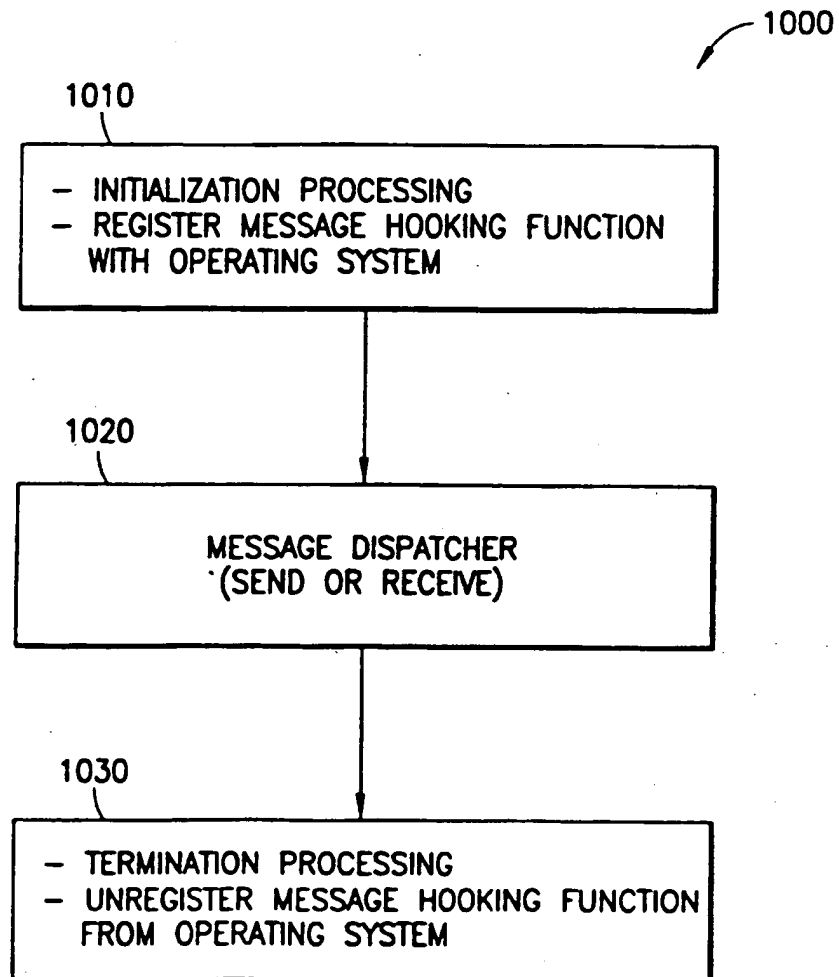 1000
1010
– INITIALIZATION PROCESSING
– REGISTER MESSAGE HOOKING FUNCTION
WITH OPERATING SYSTEM
1020
MESSAGE DISPATCHER
(SEND OR RECEIVE)
1030
– TERMINATION PROCESSING
– UNREGISTER MESSAGE HOOKING FUNCTION
FROM OPERATING SYSTEM